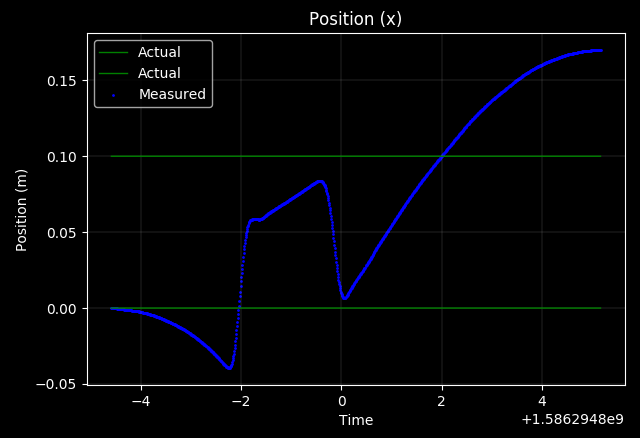 Position (x)
Actual
Actual
Measured
Position (m)
0.15
0.10
0.05
0.00
−0.05
−4
−2
0
2
4
Time
+1.5862948e9